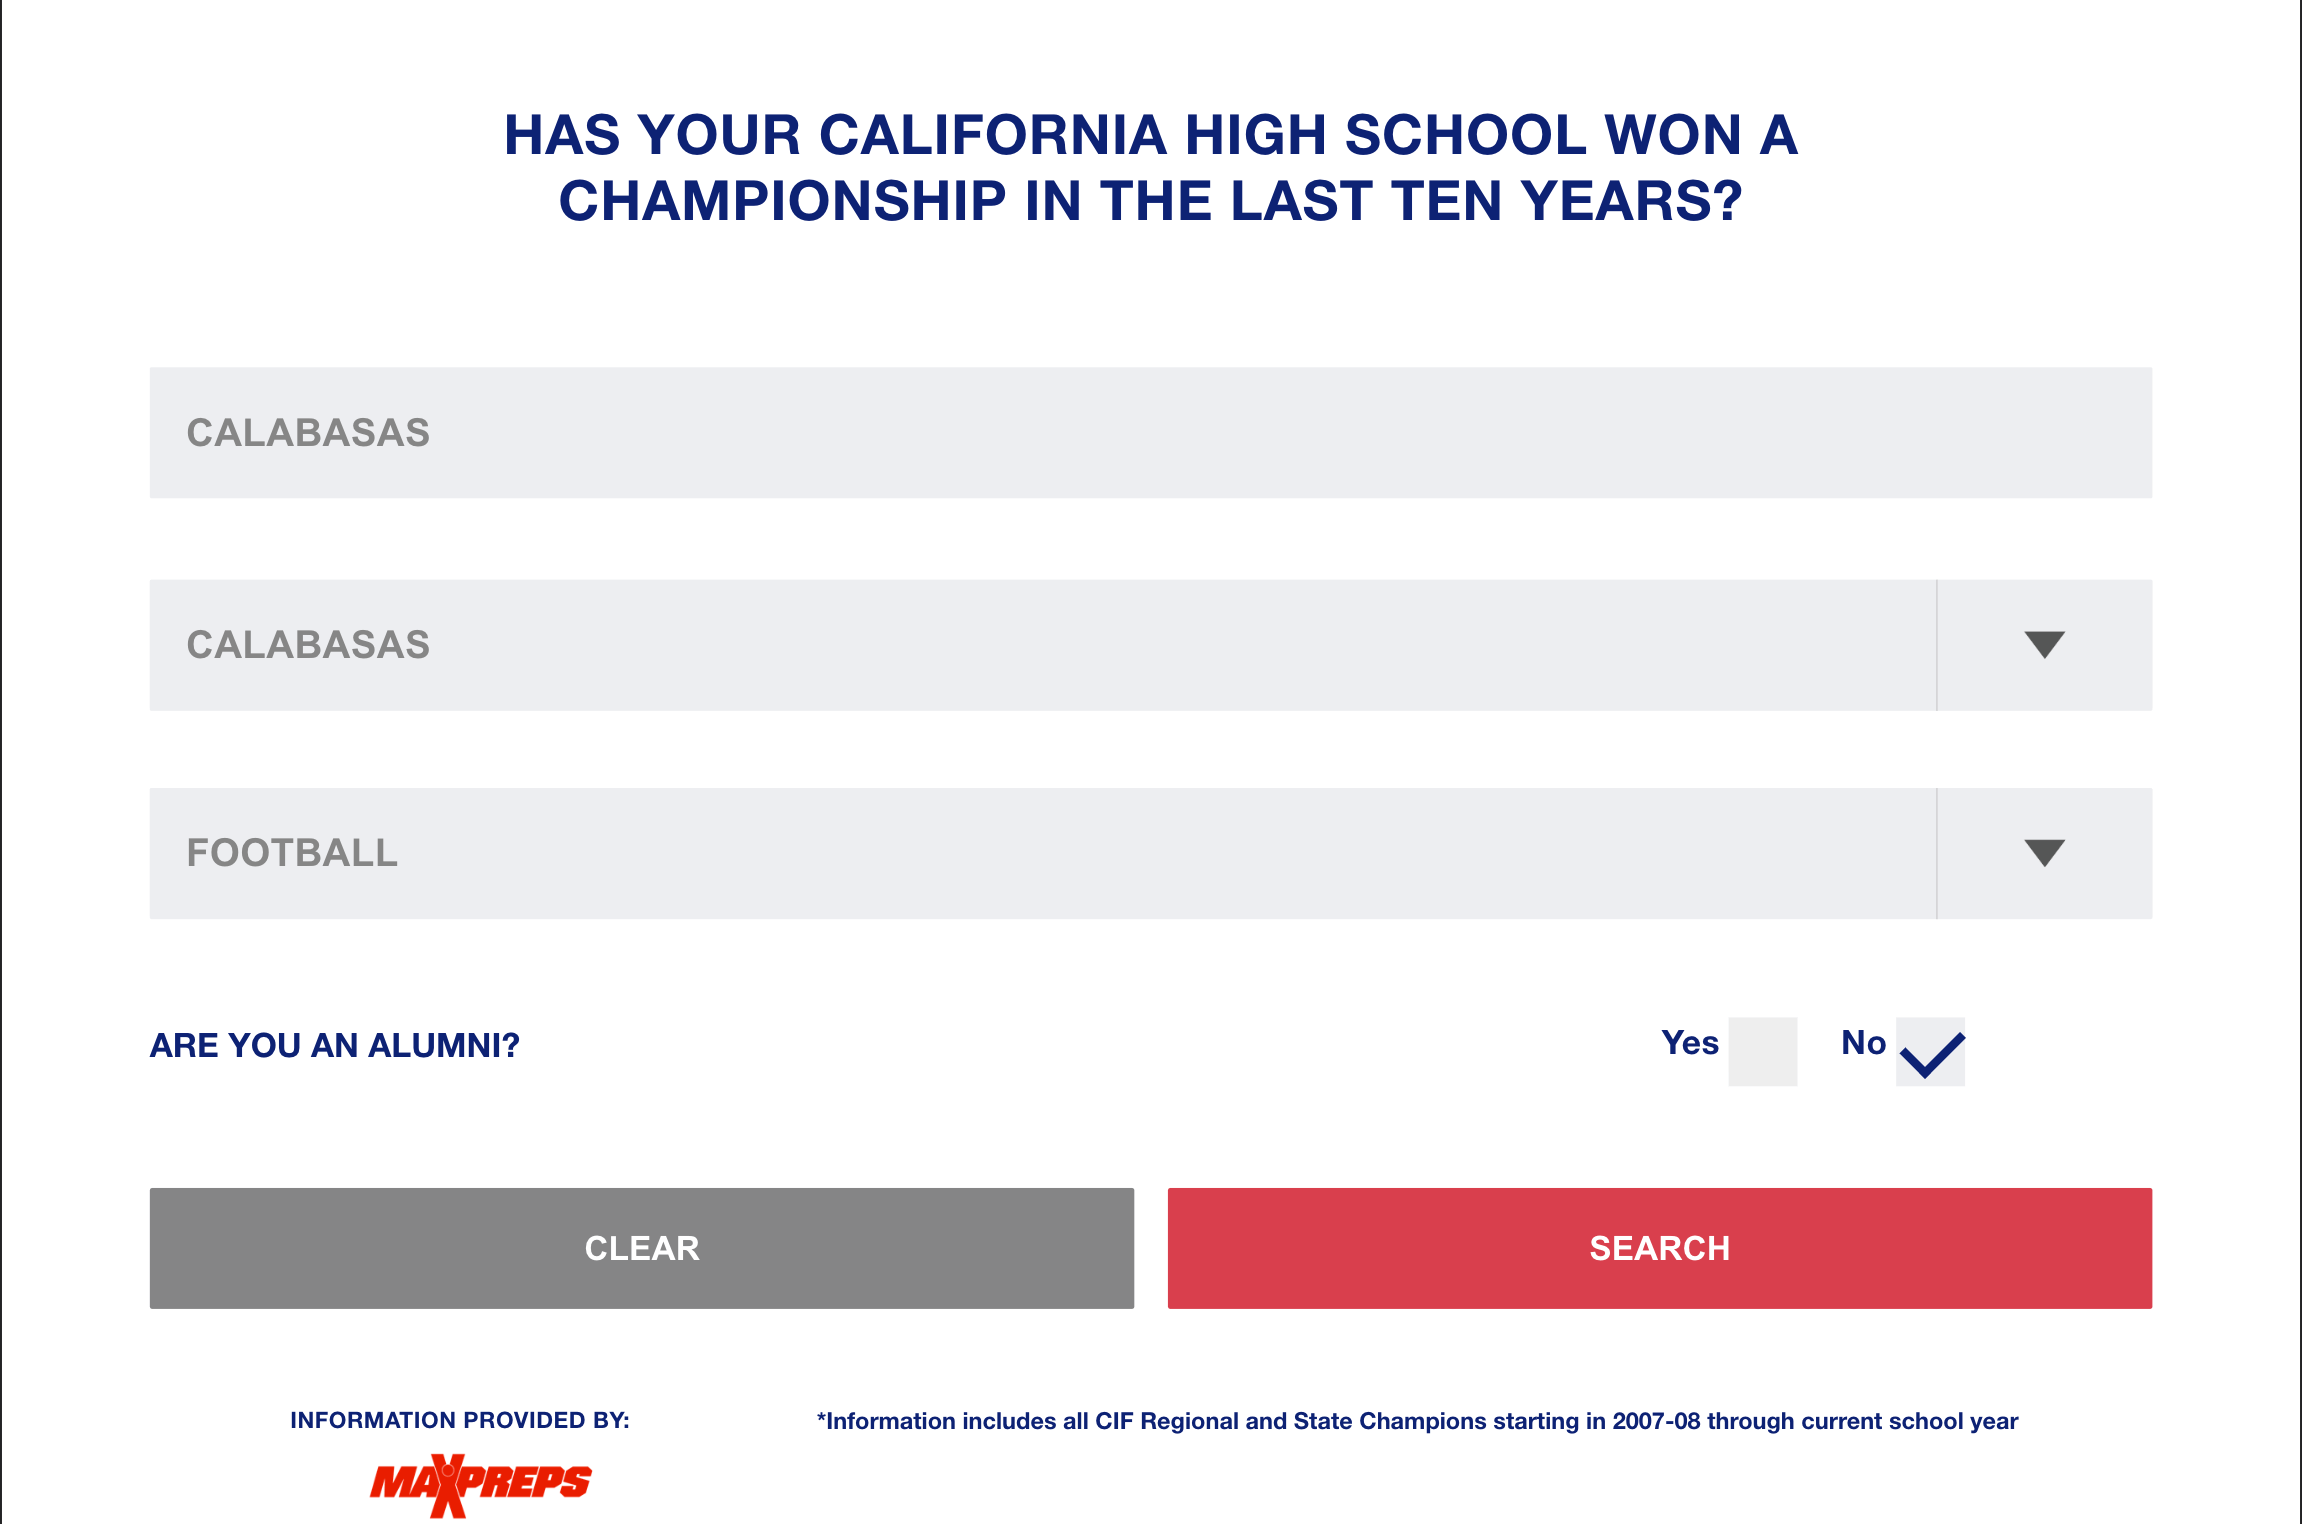 HAS YOUR CALIFORNIA HIGH SCHOOL WON A
CHAMPIONSHIP IN THE LAST TEN YEARS?
CALABASAS
CALABASAS
FOOTBALL
ARE YOU AN ALUMNI?
Yes
No
CLEAR
SEARCH
INFORMATION PROVIDED BY:
MAXPREPS
*Information includes all CIF Regional and State Champions starting in 2007-08 through current school year